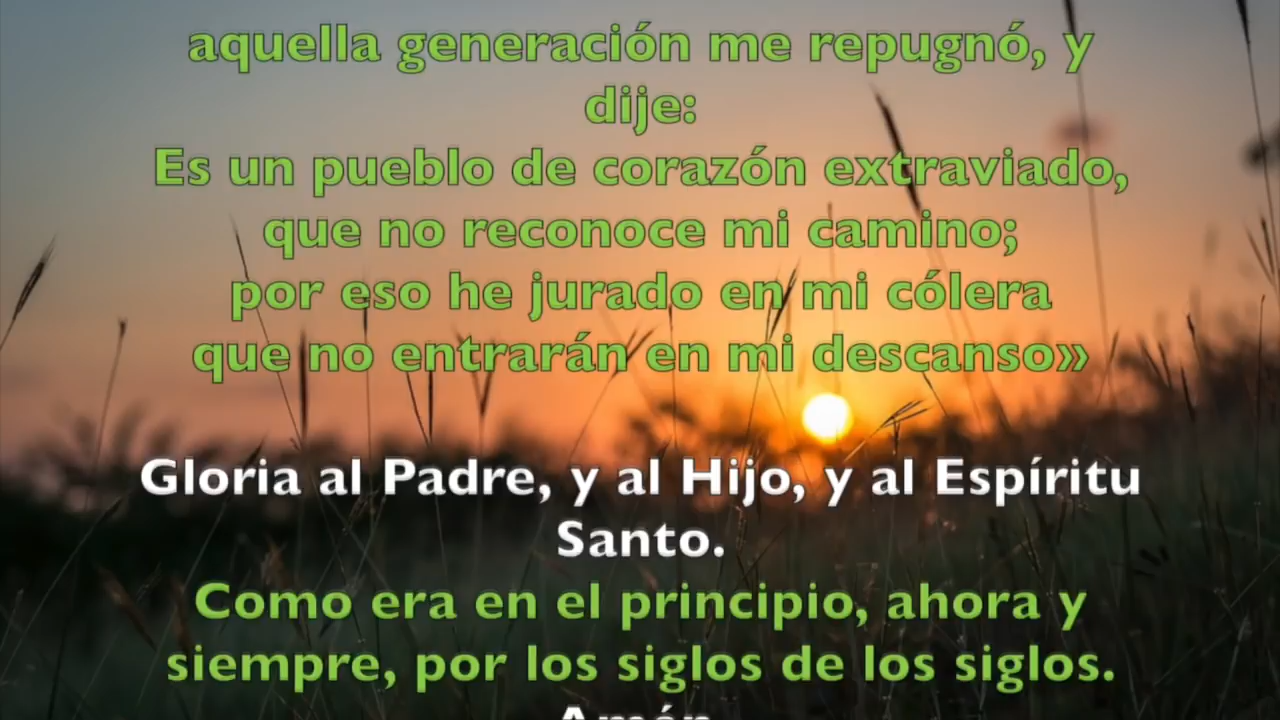 aquella generación me repugnó, y
dije:
Es un pueblo de corazón extraviado,
que no reconoce mi camino;
por eso he jurado en mi cólera
que no entrarán en mi descanso»
Gloria al Padre, y al Hijo, y al Espíritu
Santo.
Como era en el principio, ahora y
siempre, por los siglos de los siglos.
Amén